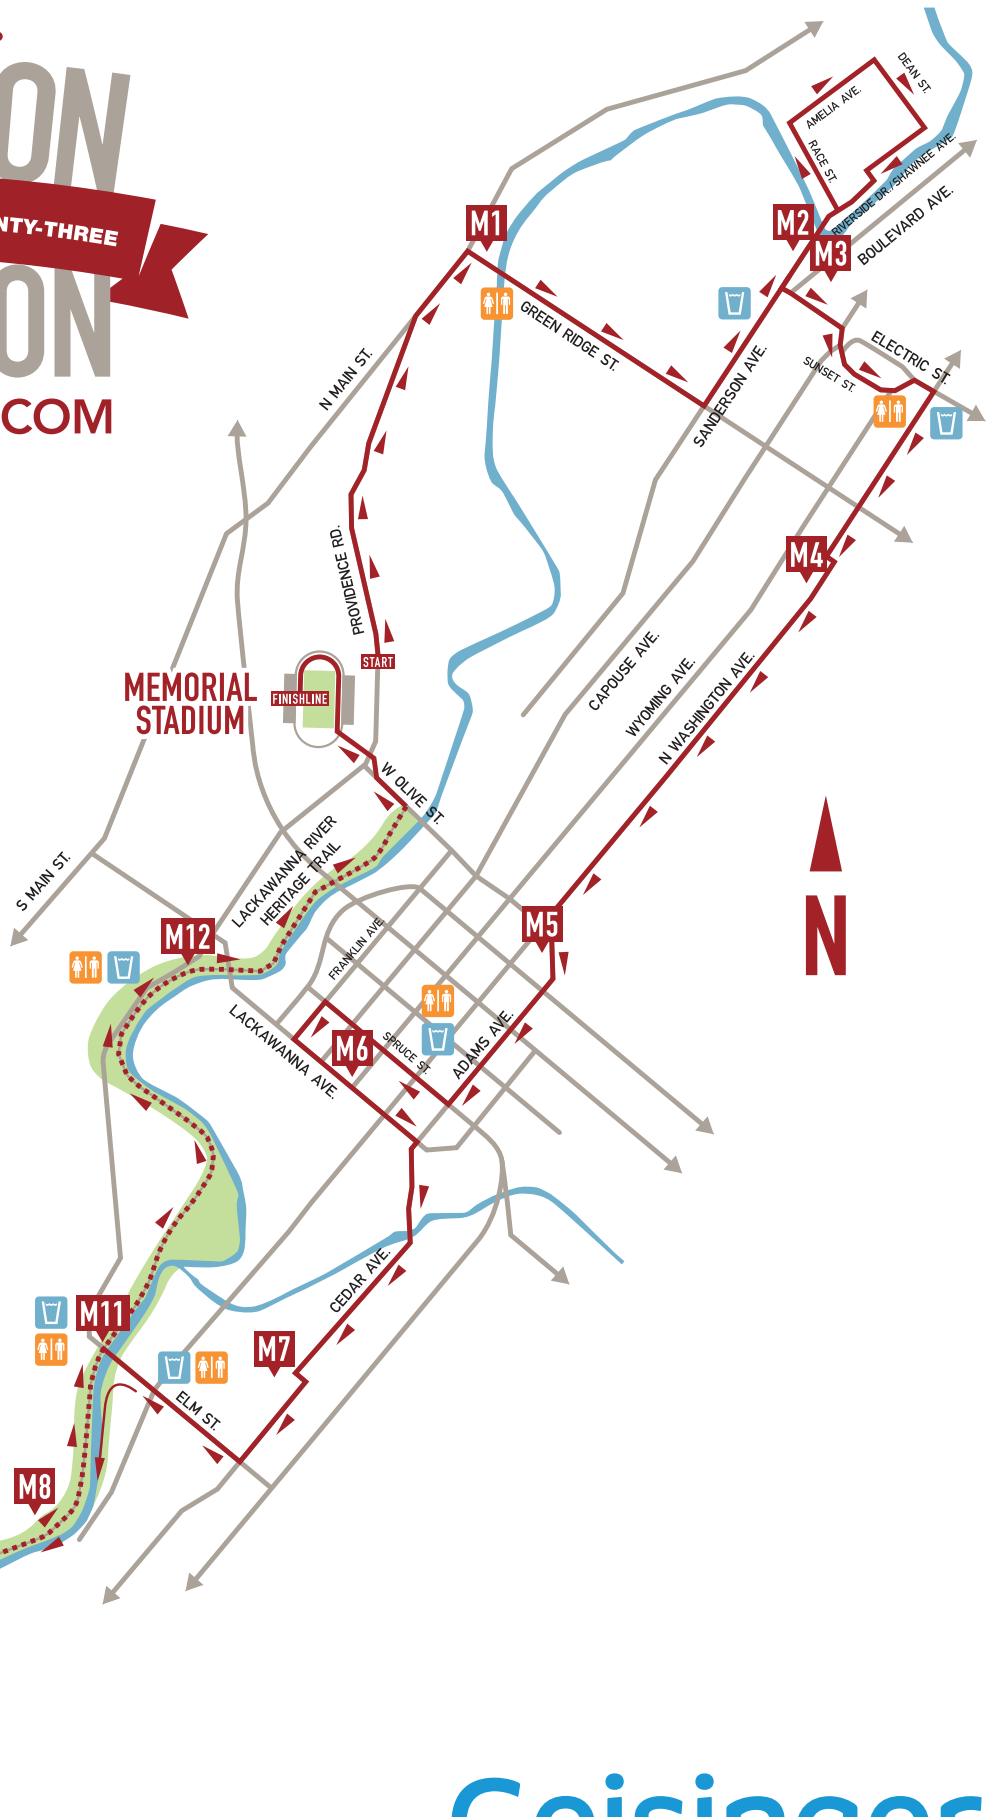 ON
NTY-THREE
ON
COM
DEAN ST.
AMELIA AVE.
RACE ST.
RIVERSIDE DR./SHAWNEE AVE.
BOULEVARD AVE.
M1
M2
M3
GREEN RIDGE ST.
ELECTRIC ST.
SUNSET ST.
SANDERSON AVE.
N MAIN ST.
PROVIDENCE RD.
M4
START
MEMORIAL
STADIUM
FINISHLINE
CAPOUSE AVE.
WYOMING AVE.
N WASHINGTON AVE.
W OLIVE ST.
LACKAWANNA RIVER
HERITAGE TRAIL
S MAIN ST.
M12
M5
N
FRANKLIN AVE.
LACKAWANNA AVE.
M6
SPRUCE ST.
ADAMS AVE.
CEDAR AVE.
M11
M7
ELM ST.
M8
Geisinger